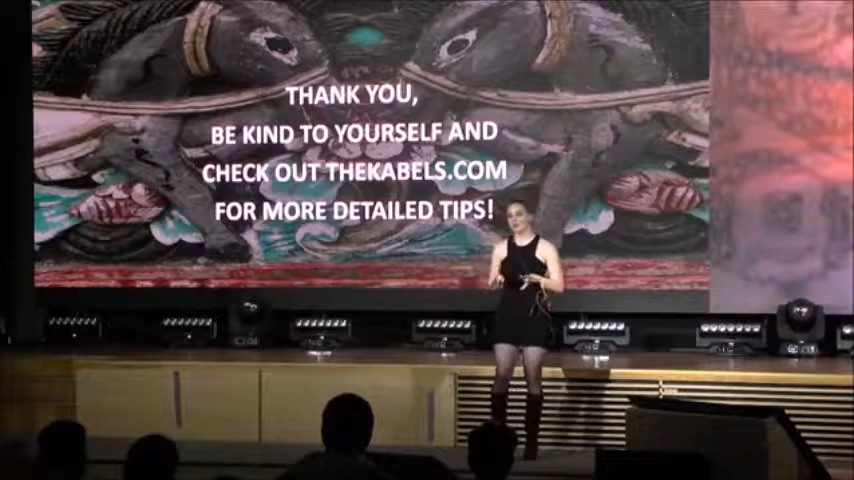 THANK YOU,
BE KIND TO YOURSELF AND
CHECK OUT THEKABELS.COM
FOR MORE DETAILED TIPS!